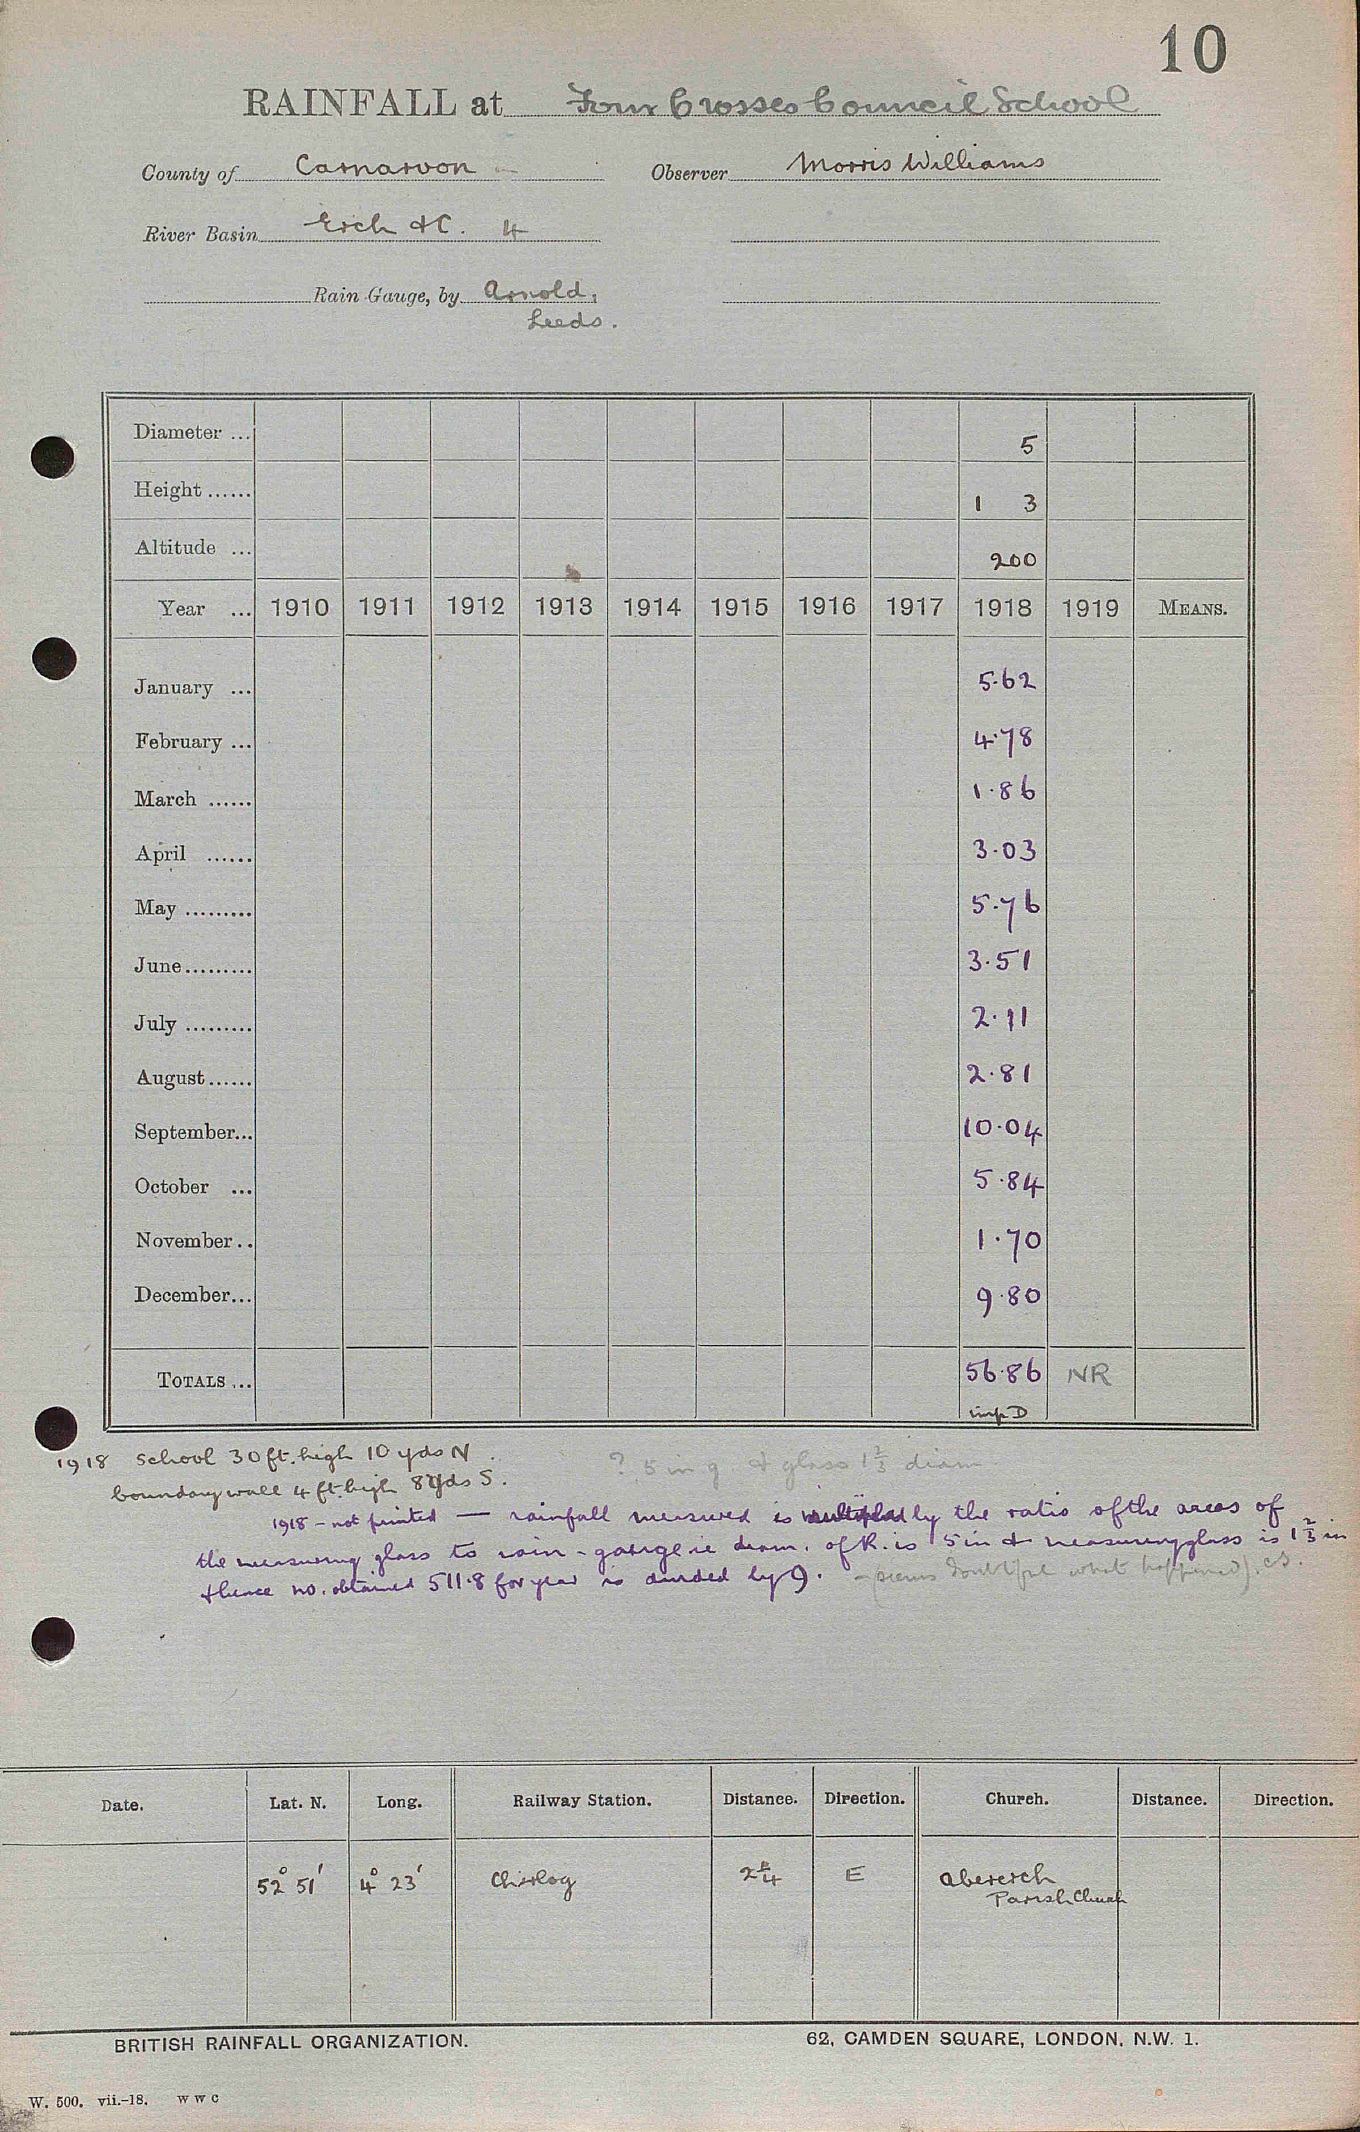 10
RAINFALL at Four Crosses Council School
County of Carnarvon Observer Morris Williams
River Basin Erch &C. 4
Rain Gauge, by Arnold,
Leeds.
Diameter ... 5
Height ...... 1 3
Altitude ... 200
Year ... 1910 1911 1912 1913 1914 1915 1916 1917 1918 1919 MEANS.
January ... 5.62
February ... 4.78
March ...... 1.86
April ...... 3.03
May ......... 5.76
June......... 3.51
July ......... 2.11
August...... 2.81
September... 10.04
October ... 5.84
November.. 1.70
December... 9.80
TOTALS ... 56.86 NR
imp D
1918 School 30 ft. high 10 yds N.
? 5 in g & glass 1 2/3 diam
boundary wall 4 ft. high 8 yds S.
1918 - not printed — rainfall measured is multiplied by the ratio of the areas of
the measuring glass to rain-gauge ie diam. of R. is 5 in & measuring glass is 1 2/3 in
& hence no. obtained 511.8 for year is divided by 9. - (seems doubtful what happened). CS.
Date. Lat. N. Long. Railway Station. Distance. Direction. Church. Distance. Direction.
52° 51' 4° 23' Chwilog E Abererch
Parish Church
BRITISH RAINFALL ORGANIZATION. 62, CAMDEN SQUARE, LONDON, N.W. 1.
W. 500. vii.-18. W W C